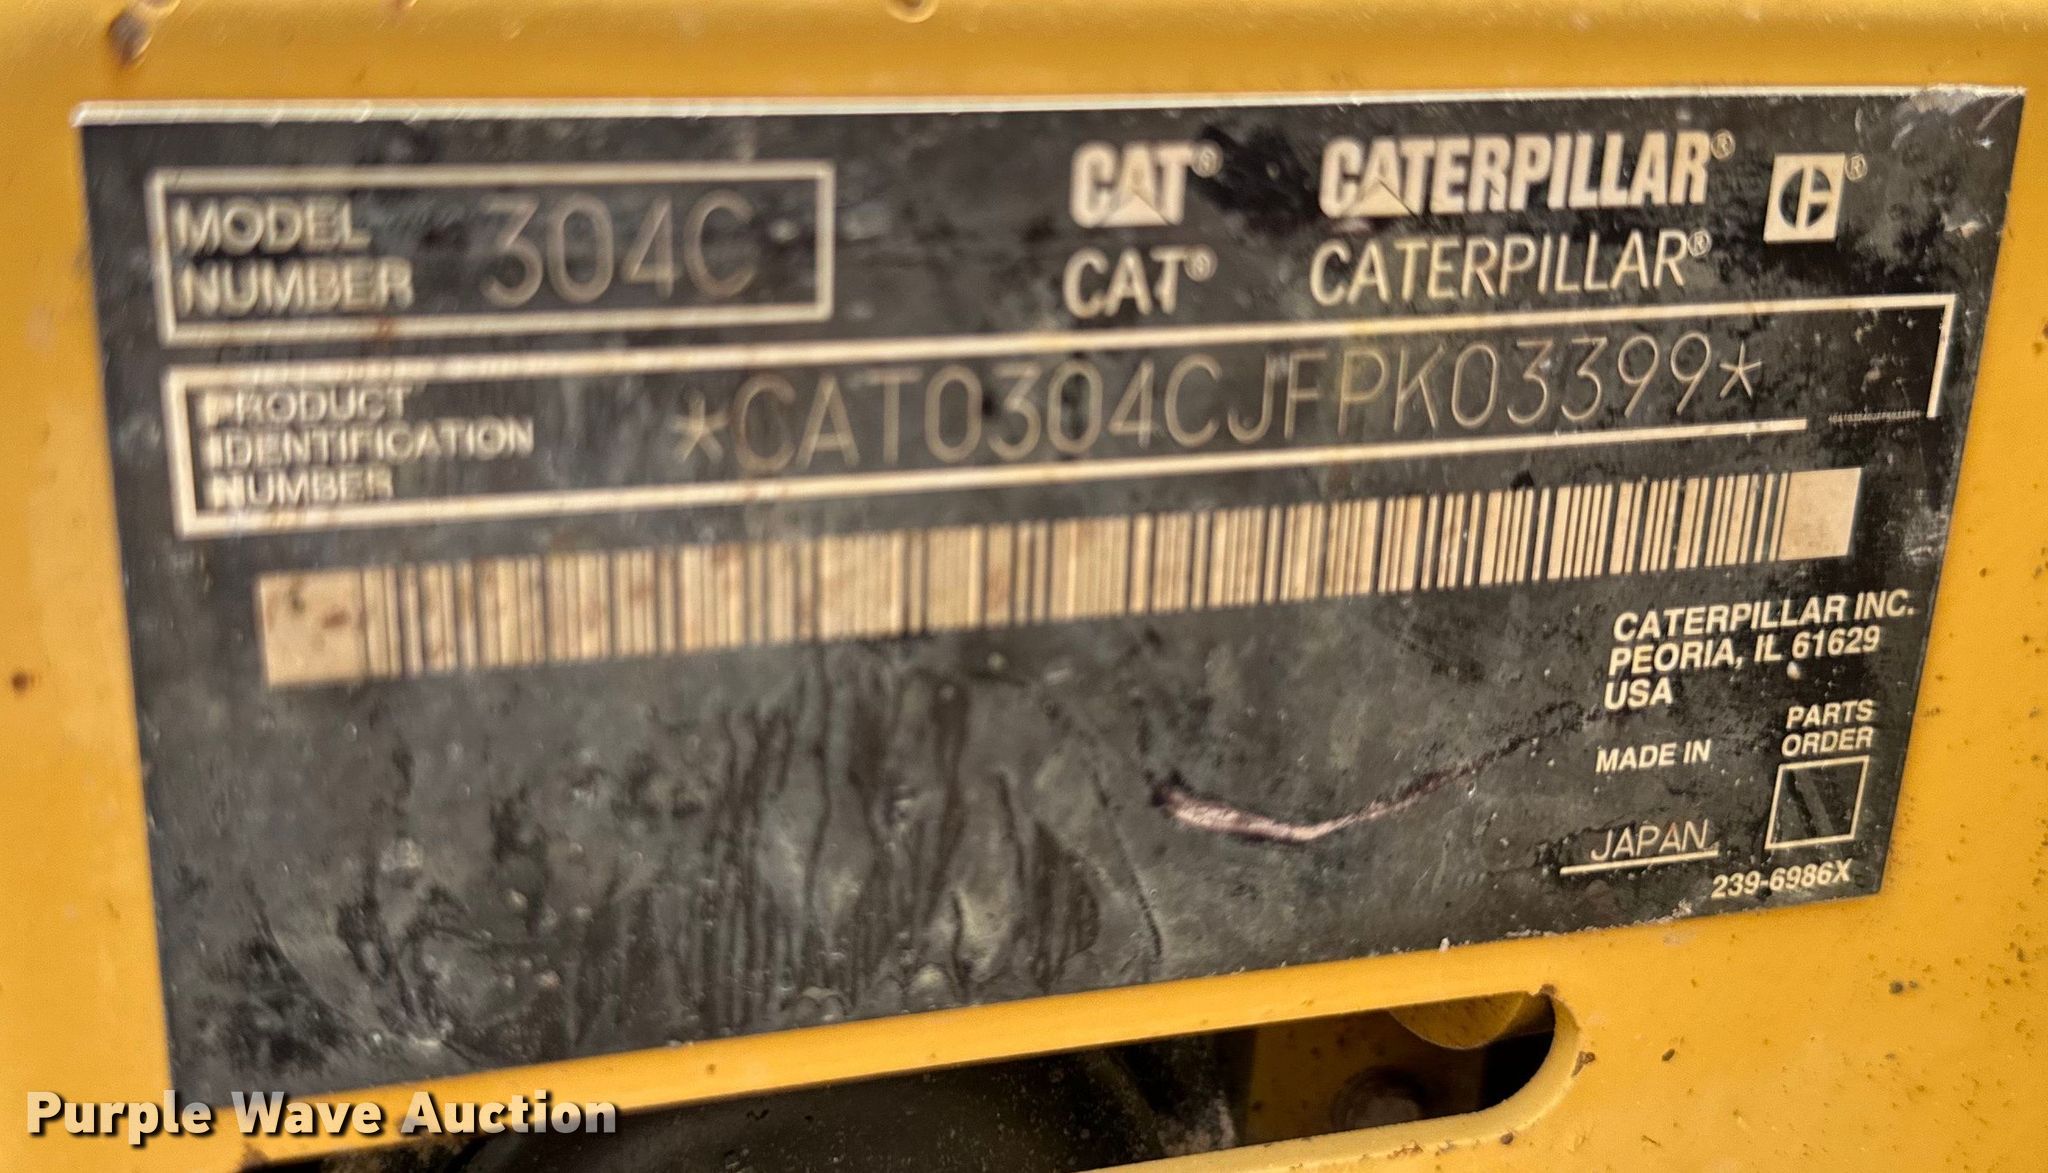 MODEL NUMBER 304C
CAT® CATERPILLAR® ®
CAT® CATERPILLAR®
PRODUCT IDENTIFICATION NUMBER *CAT0304CJFPK03399*
CATERPILLAR INC.
PEORIA, IL 61629
USA
MADE IN
JAPAN
PARTS
ORDER
239-6986X
Purple Wave Auction